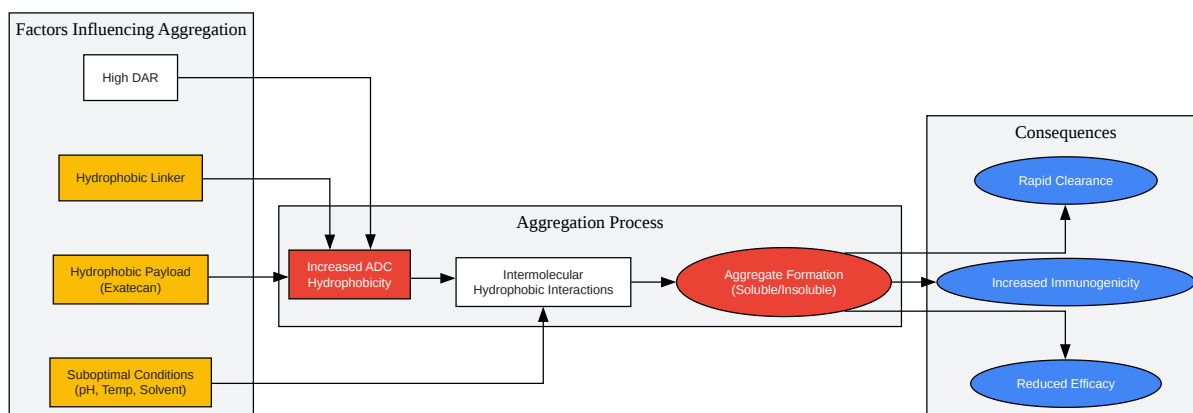 Factors Influencing Aggregation
High DAR
Hydrophobic Linker
Hydrophobic Payload
(Exatecan)
Suboptimal Conditions
(pH, Temp, Solvent)
Aggregation Process
Increased ADC
Hydrophobicity
Intermolecular
Hydrophobic Interactions
Aggregate Formation
(Soluble/Insoluble)
Consequences
Rapid Clearance
Increased Immunogenicity
Reduced Efficacy